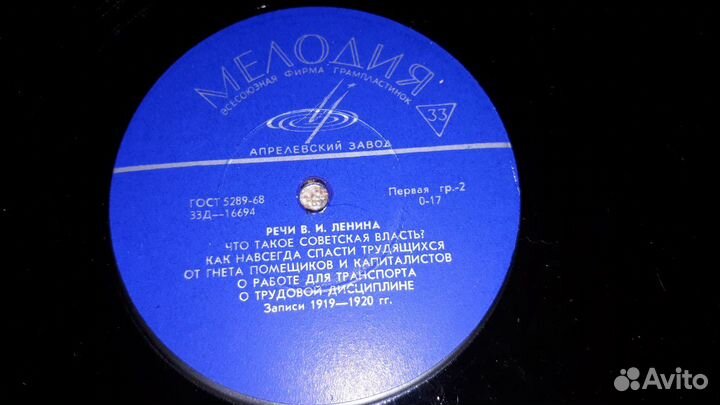 МЕЛОДИЯ
ВСЕСОЮЗНАЯ ФИРМА ГРАМПЛАСТИНОК
33
АПРЕЛЕВСКИЙ ЗАВОД
ГОСТ 5289-68
33Д—16694
Первая гр.-2
0-17
РЕЧИ В. И. ЛЕНИНА
ЧТО ТАКОЕ СОВЕТСКАЯ ВЛАСТЬ?
КАК НАВСЕГДА СПАСТИ ТРУДЯЩИХСЯ
ОТ ГНЕТА ПОМЕЩИКОВ И КАПИТАЛИСТОВ
О РАБОТЕ ДЛЯ ТРАНСПОРТА
О ТРУДОВОЙ ДИСЦИПЛИНЕ
Записи 1919—1920 гг.
Avito